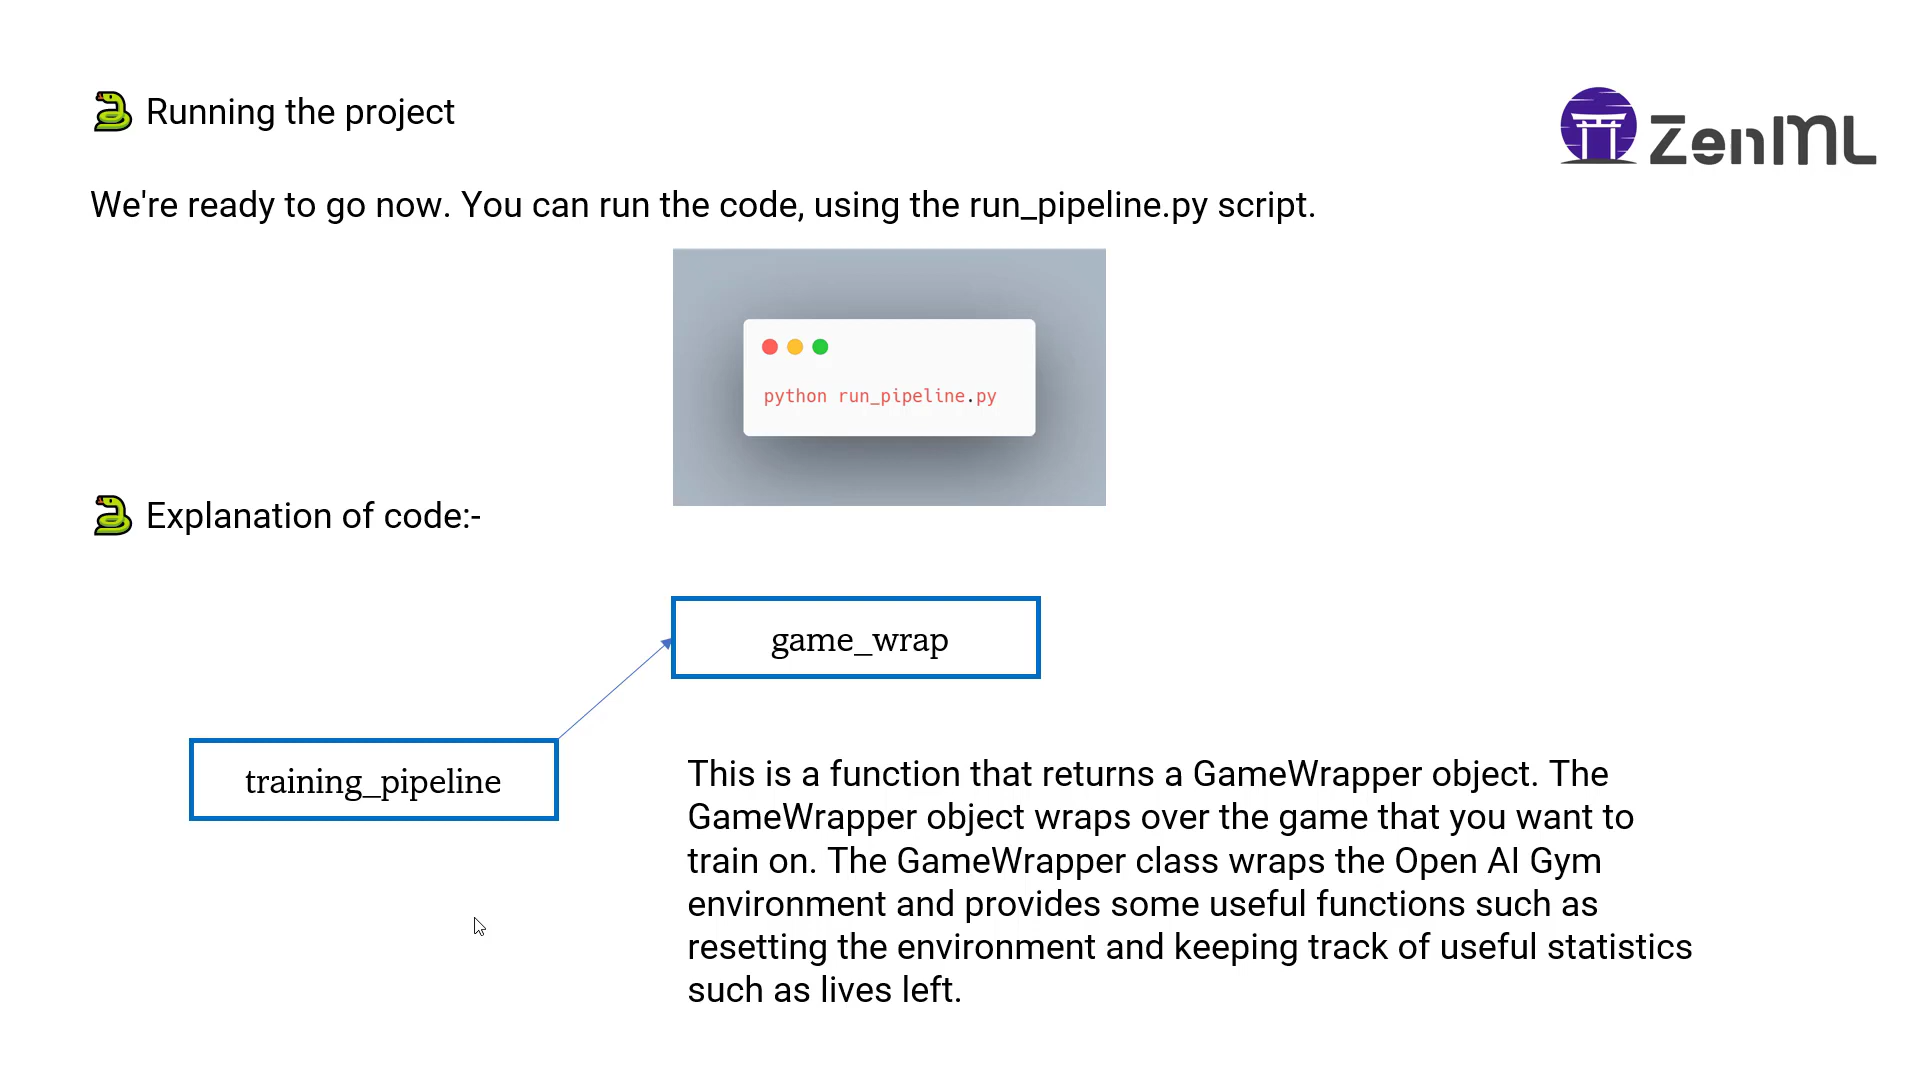 Running the project
ZenML
We're ready to go now. You can run the code, using the run_pipeline.py script.
python run_pipeline.py
Explanation of code:-
game_wrap
training_pipeline
This is a function that returns a GameWrapper object. The
GameWrapper object wraps over the game that you want to
train on. The GameWrapper class wraps the Open AI Gym
environment and provides some useful functions such as
resetting the environment and keeping track of useful statistics
such as lives left.